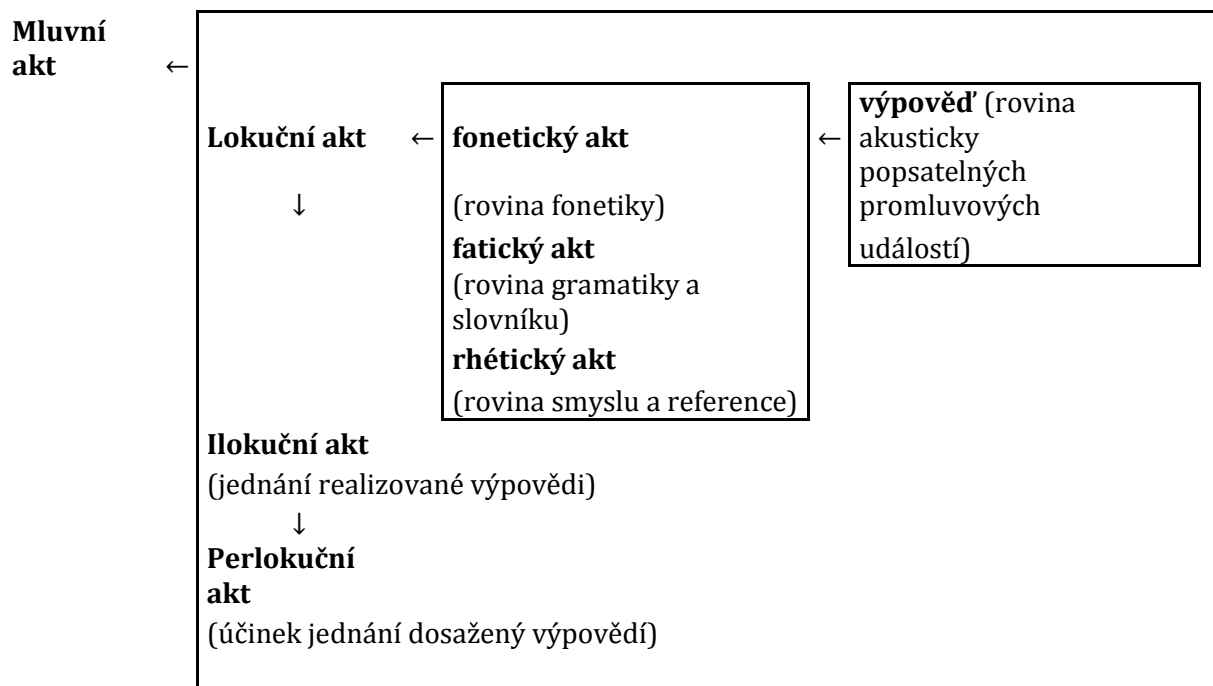 Mluvní
akt ←
Lokuční akt ← fonetický akt ←
↓ (rovina fonetiky)
fatický akt
(rovina gramatiky a
slovníku)
rhétický akt
(rovina smyslu a reference)
výpověď (rovina
akusticky
popsatelných
promluvových
událostí)
Ilokuční akt
(jednání realizované výpovědi)
↓
Perlokuční
akt
(účinek jednání dosažený výpovědí)